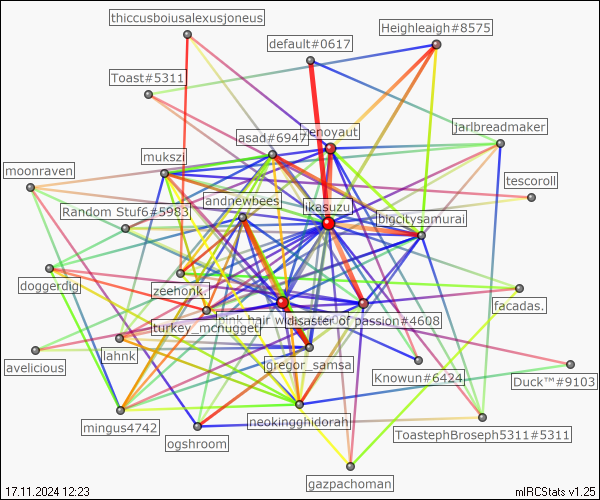 thiccusboiusalexusjoneus
Heighleigh#8575
default#0617
Toast#5311
jarlbreadmaker
enoyaut
asad#6947
mukszi
moonraven
tescoroll
andnewbees
ikasuzu
Random Stuf6#5983
bigcitysamurai
doggerdig
zeehonk.
facadas.
pink hair w
disaster of passion#4608
turkey_mcnugget
lahnk
gregor_samsa
avelicious
Knowun#6424
Duck™#9103
mingus4742
neokingghidorah
ToastephBroseph5311#5311
ogshroom
gazpachoman
17.11.2024 12:23
mIRCStats v1.25